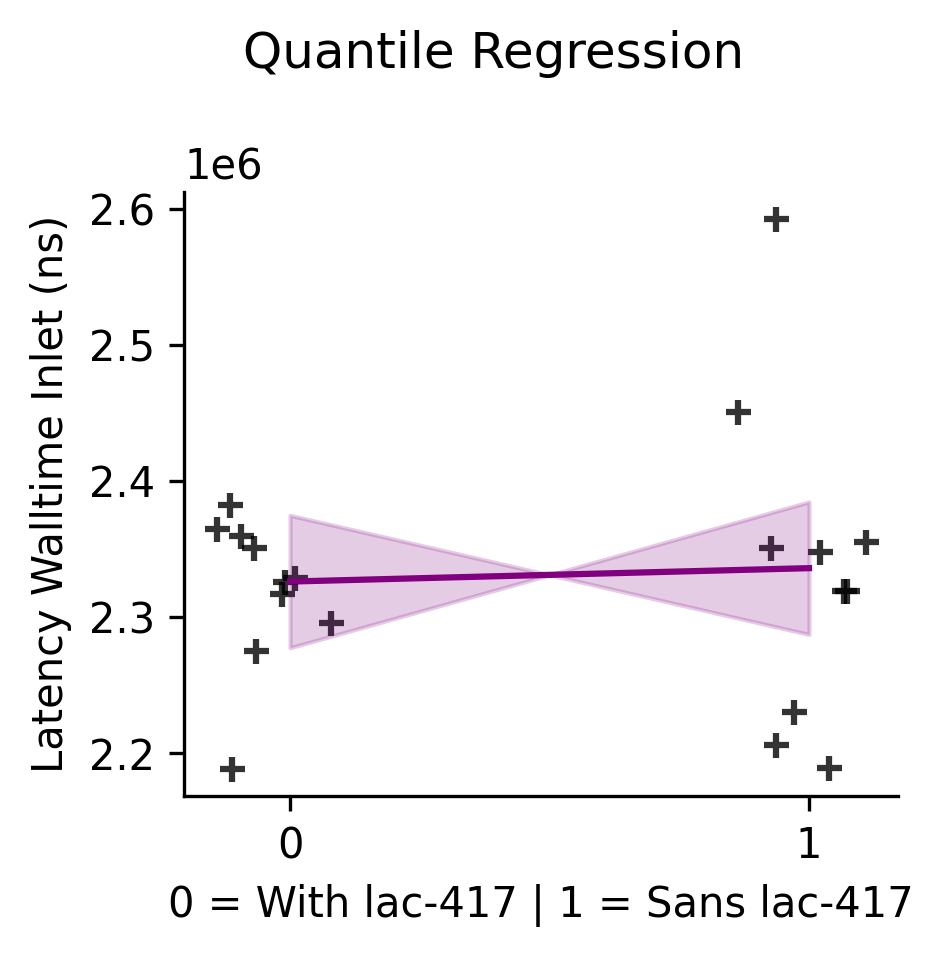 Quantile Regression
1e6
2.6
2.5
2.4
2.3
2.2
Latency Walltime Inlet (ns)
0 1
0 = With lac-417 | 1 = Sans lac-417